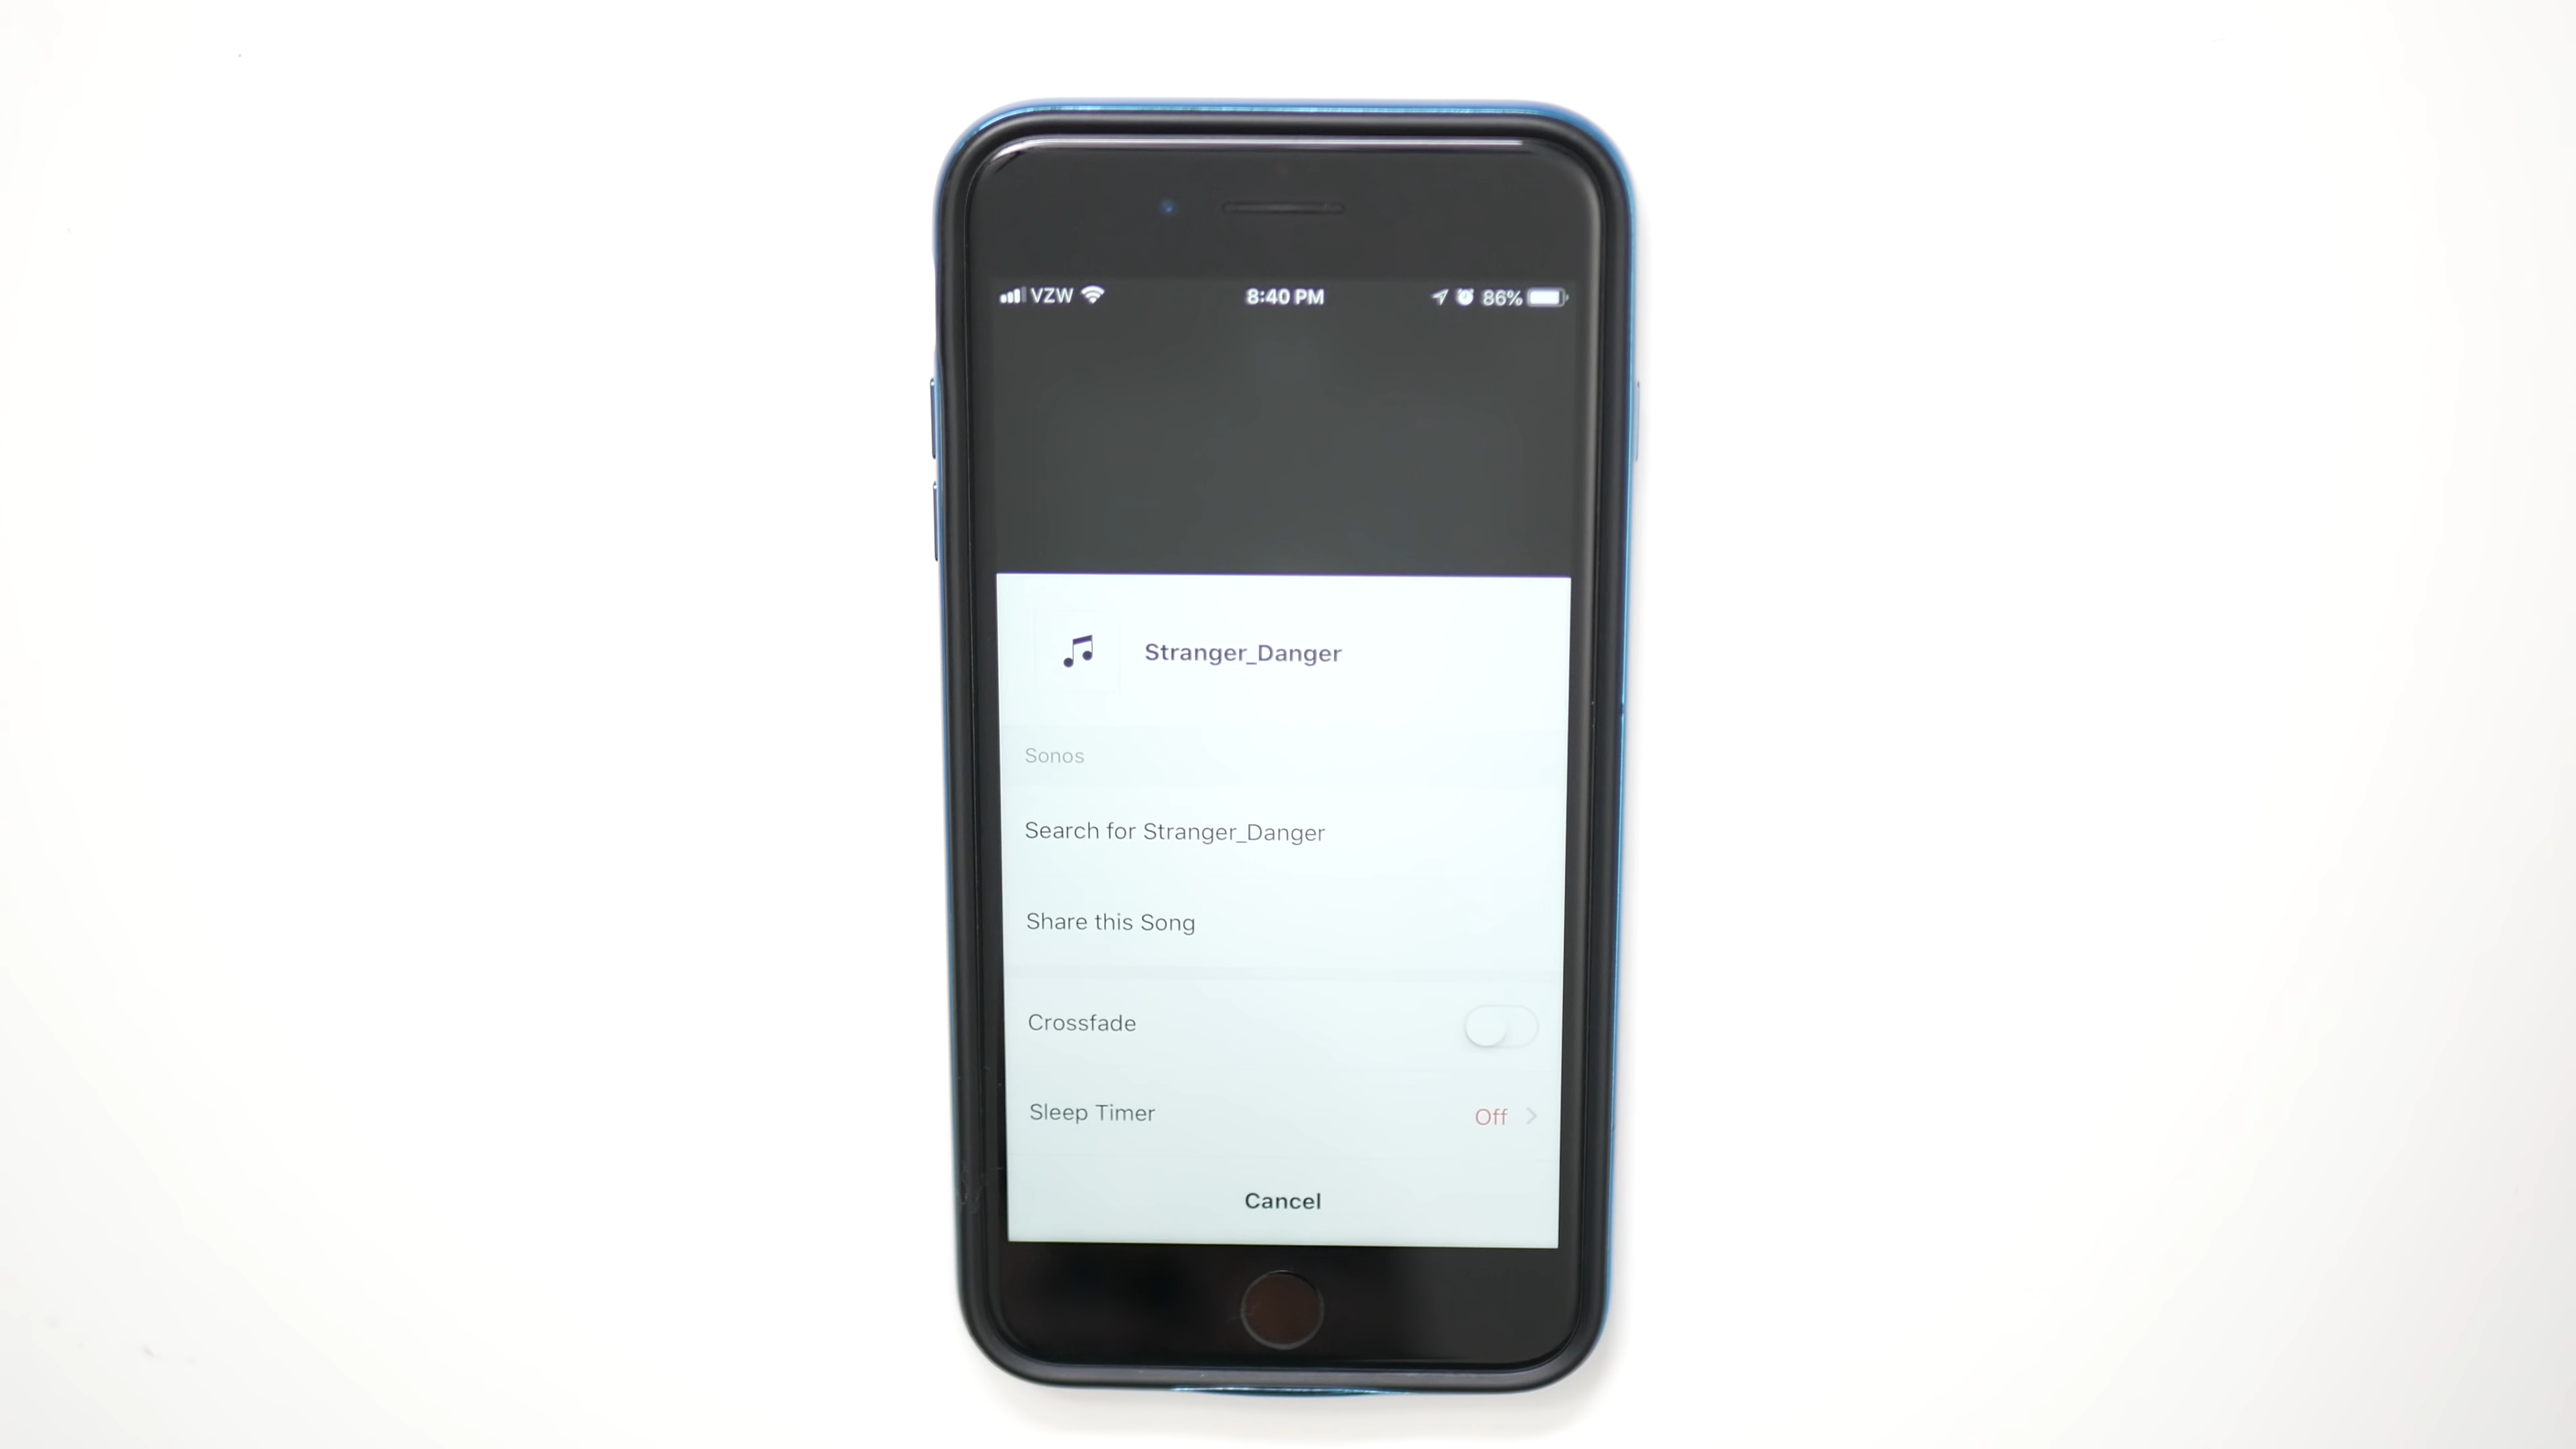 VZW 8:40 PM 86%
Stranger_Danger
Sonos
Search for Stranger_Danger
Share this Song
Crossfade
Sleep Timer Off
Cancel